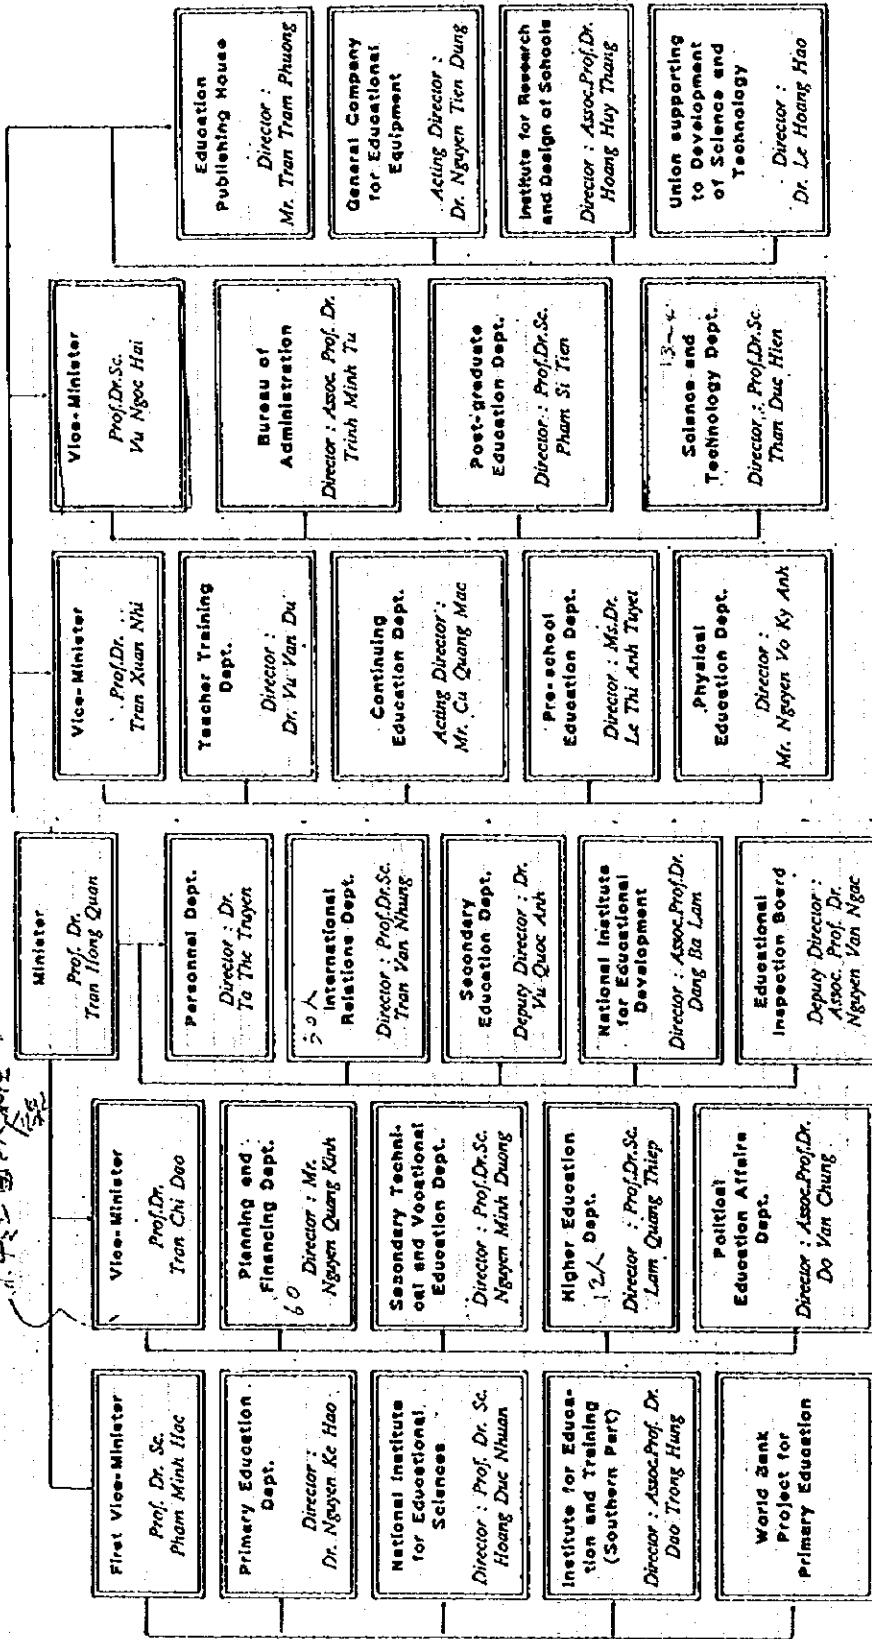 Minister
Prof. Dr.
Tran Hong Quan
First Vice-Minister
Prof. Dr. Sc.
Pham Minh Hac
Primary Education
Dept.
Director :
Dr. Nguyen Ke Hao
National Institute
for Educational
Sciences
Director : Prof. Dr. Sc.
Hoang Duc Nhuan
Institute for Educa-
tion and Training
(Southern Part)
Director : Assoc.Prof. Dr.
Dao Trong Hung
World Bank
Project for
Primary Education
Vice-Minister
Prof.Dr.
Tran Chi Dao
Planning and
Financing Dept.
60
Director : Mr.
Nguyen Quang Kinh
Secondary Techni-
cal and Vocational
Education Dept.
Director : Prof.Dr.Sc.
Nguyen Minh Duong
Higher Education
Dept.
12人
Director : Prof.Dr.Sc.
Lam Quang Thiep
Political
Education Affairs
Dept.
Director : Assoc.Prof.Dr.
Do Van Chung
Personnel Dept.
Director : Dr.
Ta The Truyen
International
Relations Dept.
Director : Prof.Dr.Sc.
Tran Van Nhung
Secondary
Education Dept.
Deputy Director : Dr.
Vu Quoc Anh
National Institute
for Educational
Development
Director : Assoc.Prof.Dr.
Dang Ba Lam
Educational
Inspection Board
Deputy Director :
Assoc. Prof. Dr.
Nguyen Van Ngac
Vice-Minister
Prof.Dr.
Tran Xuan Nhi
Teacher Training
Dept.
Director :
Dr. Vu Van Du
Continuing
Education Dept.
Acting Director :
Mr. Cu Quang Mac
Pre-school
Education Dept.
Director : Ms.Dr.
Le Thi Anh Tuyet
Physical
Education Dept.
Director :
Mr. Nguyen Vo Ky Anh
Vice-Minister
Prof.Dr.Sc.
Vu Ngoc Hai
Bureau of
Administration
Director : Assoc. Prof. Dr.
Trinh Minh Tu
Post-graduate
Education Dept.
Director : Prof.Dr.Sc.
Pham Si Tien
Science and
Technology Dept.
Director : Prof.Dr.Sc.
Than Duc Hien
Education
Publishing House
Director :
Mr. Tran Tram Phuong
General Company
for Educational
Equipment
Acting Director :
Dr. Nguyen Tien Dung
Institute for Research
and Design of Schools
Director : Assoc.Prof.Dr.
Hoang Huy Thang
Union supporting
to Development
of Science and
Technology
Director :
Dr. Le Hoang Hao